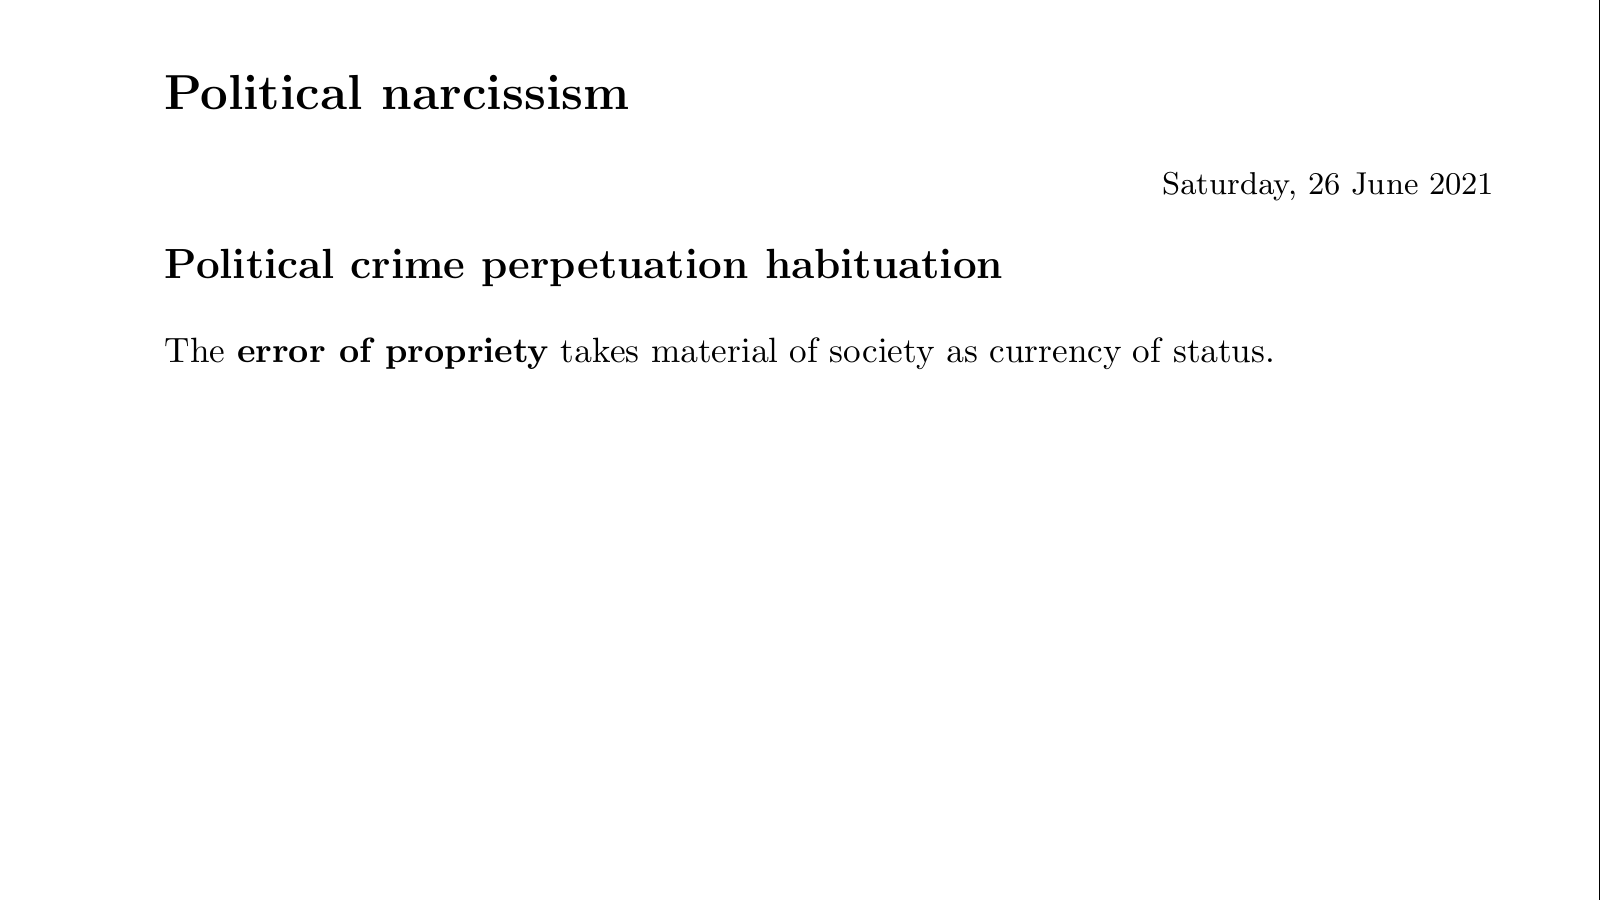 Political narcissism
Saturday, 26 June 2021
Political crime perpetuation habituation
The error of propriety takes material of society as currency of status.